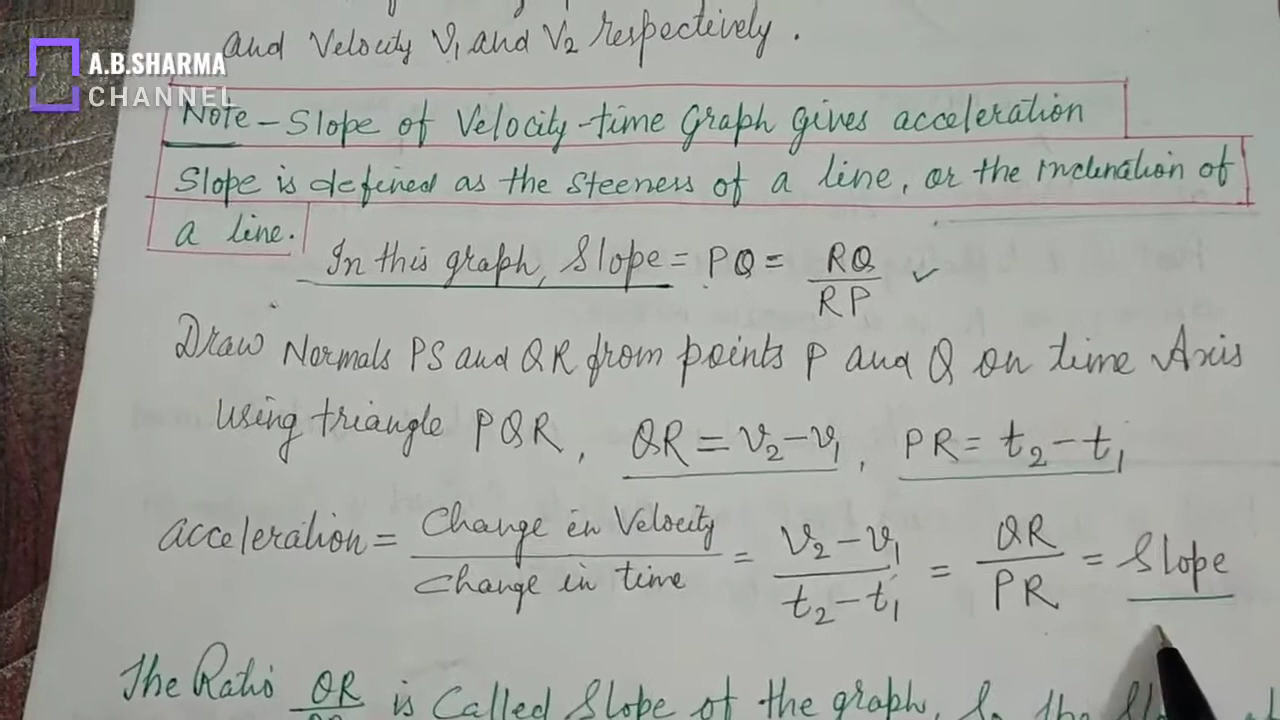 and Velocity V₁ and V₂ respectively.
A.B.SHARMA
CHANNEL
Note - Slope of Velocity-time Graph gives acceleration
Slope is defined as the steeness of a line, or the Inclination of
a line.
In this graph, Slope = PQ = RQ/RP ✓
Draw Normals PS and QR from points P and Q on time Axis
Using triangle PQR, QR = v₂-v₁, PR = t₂-t₁
acceleration = Change in Velocity/Change in time = v₂-v₁/t₂-t₁ = QR/PR = Slope
The Ratio QR is Called Slope of the graph. So the